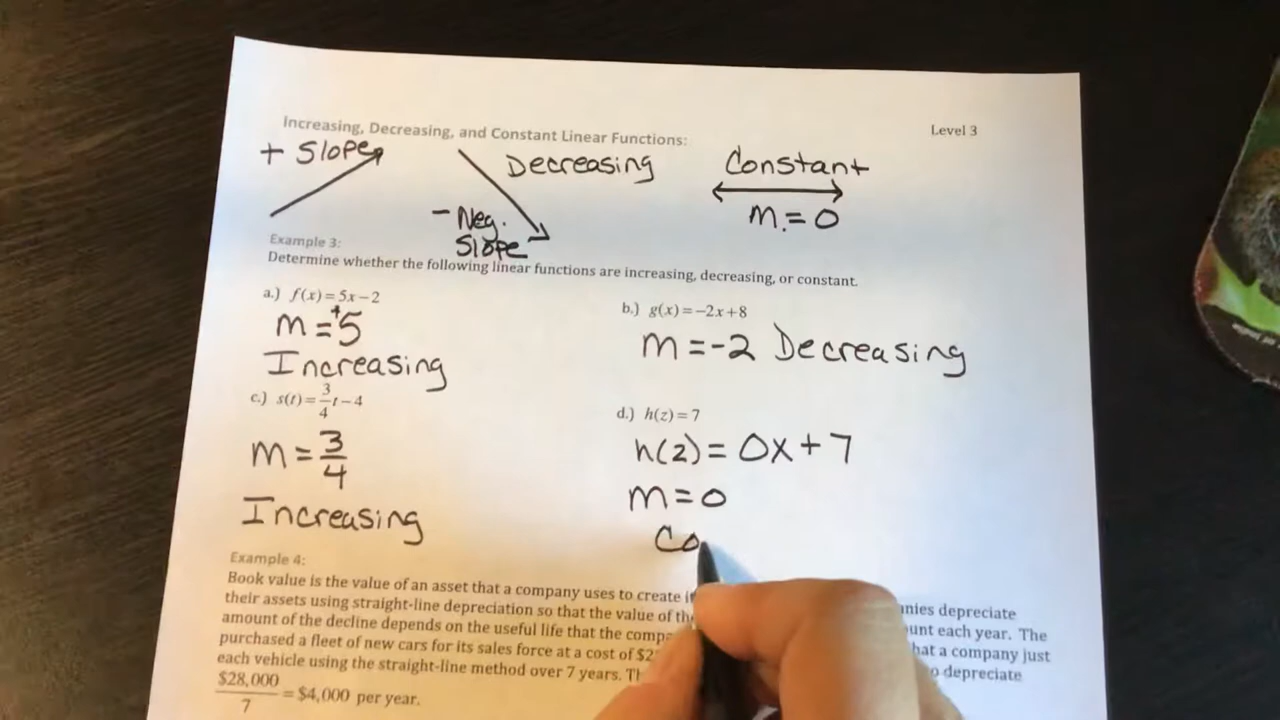 Increasing, Decreasing, and Constant Linear Functions:
Level 3
+ Slope
Decreasing
Constant
- Neg.
Slope
m = 0
Example 3:
Determine whether the following linear functions are increasing, decreasing, or constant.
a.) f(x)=5x−2
b.) g(x)=−2x+8
m=+5
m=-2 Decreasing
Increasing
c.) s(t)=3/4t−4
d.) h(z)=7
m=3/4
h(z)=0x+7
m=0
Increasing
Co
Example 4:
Book value is the value of an asset that a company uses to create
nies depreciate
their assets using straight-line depreciation so that the value of
unt each year. The
amount of the decline depends on the useful life that the
hat a company just
purchased a fleet of new cars for its sales force at a cost of
depreciate
each vehicle using the straight-line method over 7 years.
$28,000/7 = $4,000 per year.